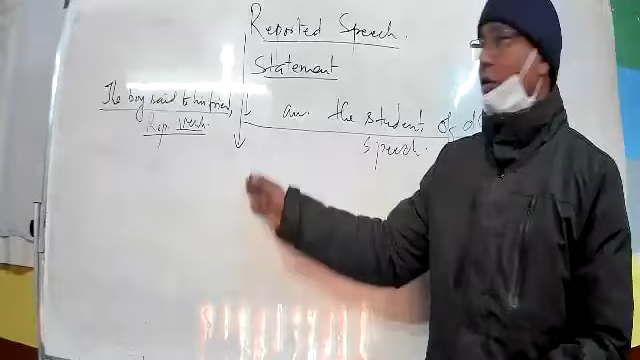 Reported Speech.
Statement
The boy said to his friend, am the student of
Rep. speech. speech.